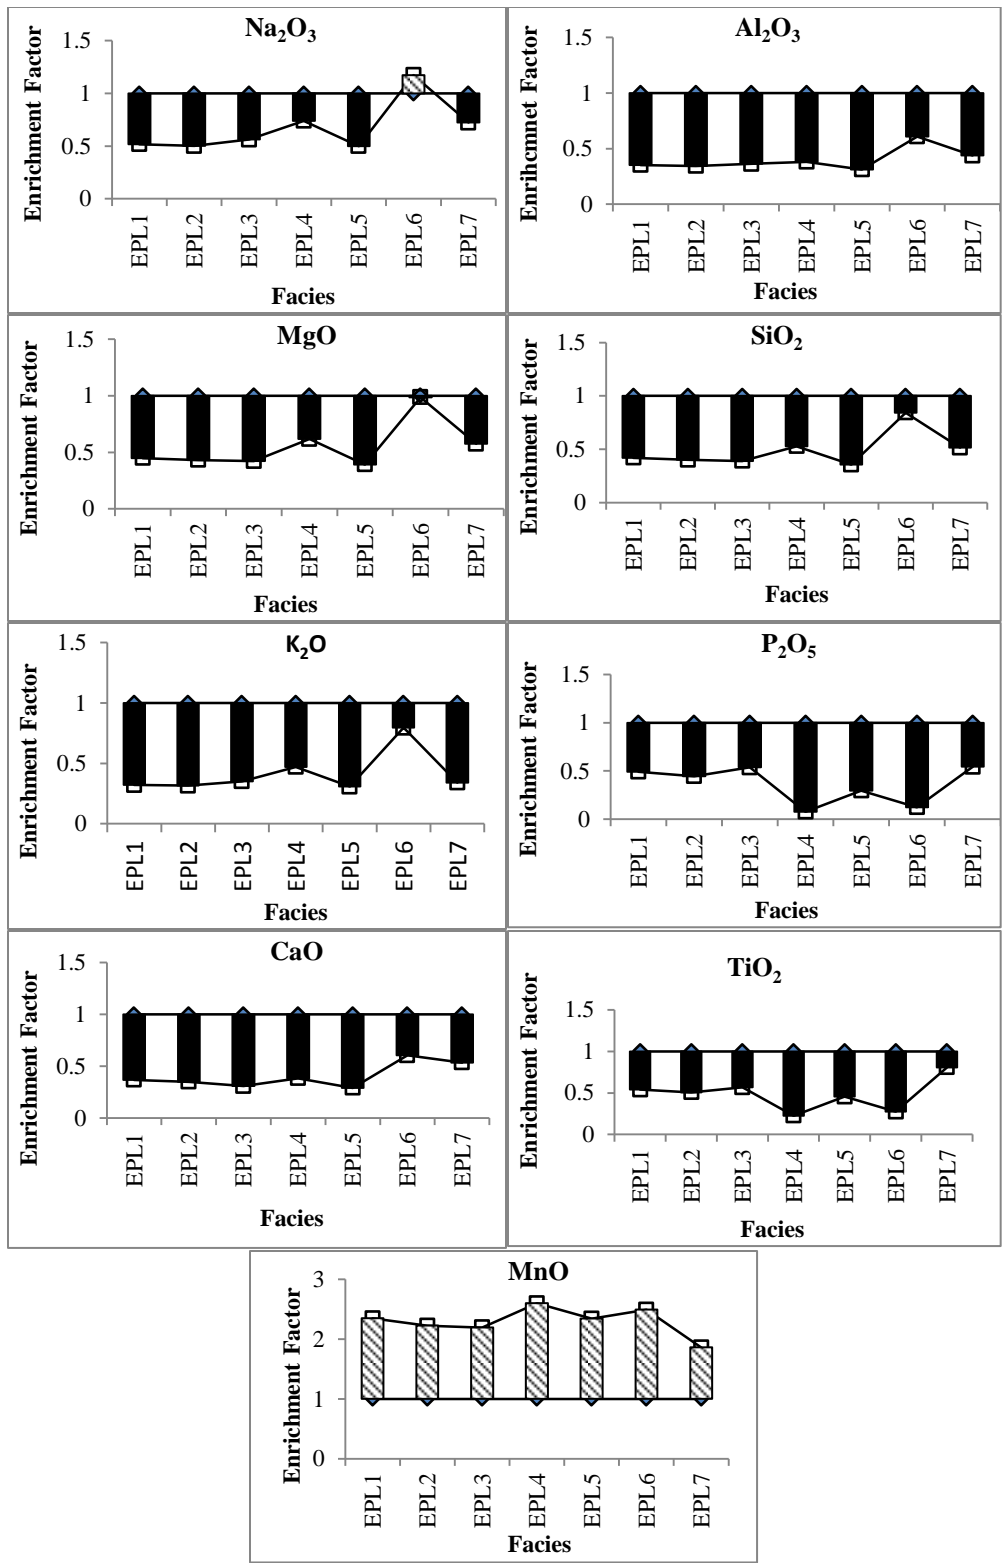 Na₂O₃
Enrichment Factor
1.5
1
0.5
0
EPL1 EPL2 EPL3 EPL4 EPL5 EPL6 EPL7
Facies
Al₂O₃
Enrihcmnet Factor
1.5
1
0.5
0
EPL1 EPL2 EPL3 EPL4 EPL5 EPL6 EPL7
Facies
MgO
Enrichment Factor
1.5
1
0.5
0
EPL1 EPL2 EPL3 EPL4 EPL5 EPL6 EPL7
Facies
SiO₂
Enrichment Factor
1.5
1
0.5
0
EPL1 EPL2 EPL3 EPL4 EPL5 EPL6 EPL7
Facies
K₂O
Enrichment Factor
1.5
1
0.5
0
EPL1 EPL2 EPL3 EPL4 EPL5 EPL6 EPL7
Facies
P₂O₅
Enrichment Factor
1.5
1
0.5
0
EPL1 EPL2 EPL3 EPL4 EPL5 EPL6 EPL7
Facies
CaO
Enrichment Factor
1.5
1
0.5
0
EPL1 EPL2 EPL3 EPL4 EPL5 EPL6 EPL7
Facies
TiO₂
Enrichment Factor
1.5
1
0.5
0
EPL1 EPL2 EPL3 EPL4 EPL5 EPL6 EPL7
Facies
MnO
Enrichment Factor
3
2
1
0
EPL1 EPL2 EPL3 EPL4 EPL5 EPL6 EPL7
Facies